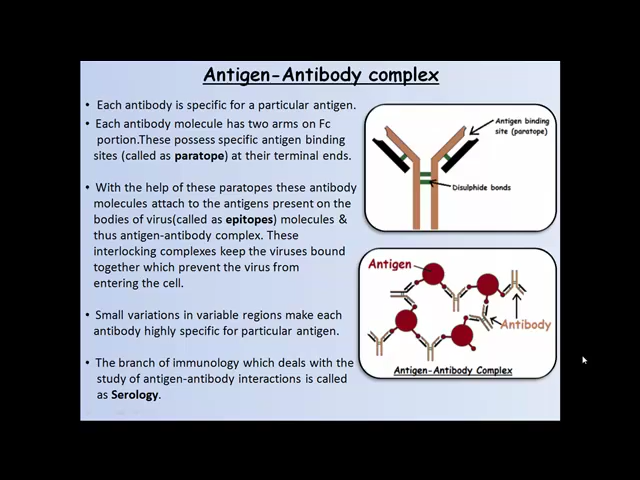 Antigen-Antibody complex
• Each antibody is specific for a particular antigen.
• Each antibody molecule has two arms on Fc
portion.These possess specific antigen binding
sites (called as paratope) at their terminal ends.
• With the help of these paratopes these antibody
molecules attach to the antigens present on the
bodies of virus(called as epitopes) molecules &
thus antigen-antibody complex. These
interlocking complexes keep the viruses bound
together which prevent the virus from
entering the cell.
• Small variations in variable regions make each
antibody highly specific for particular antigen.
• The branch of immunology which deals with the
study of antigen-antibody interactions is called
as Serology.
Antigen binding
site (paratope)
Disulphide bonds
Antigen
Antibody
Antigen-Antibody Complex